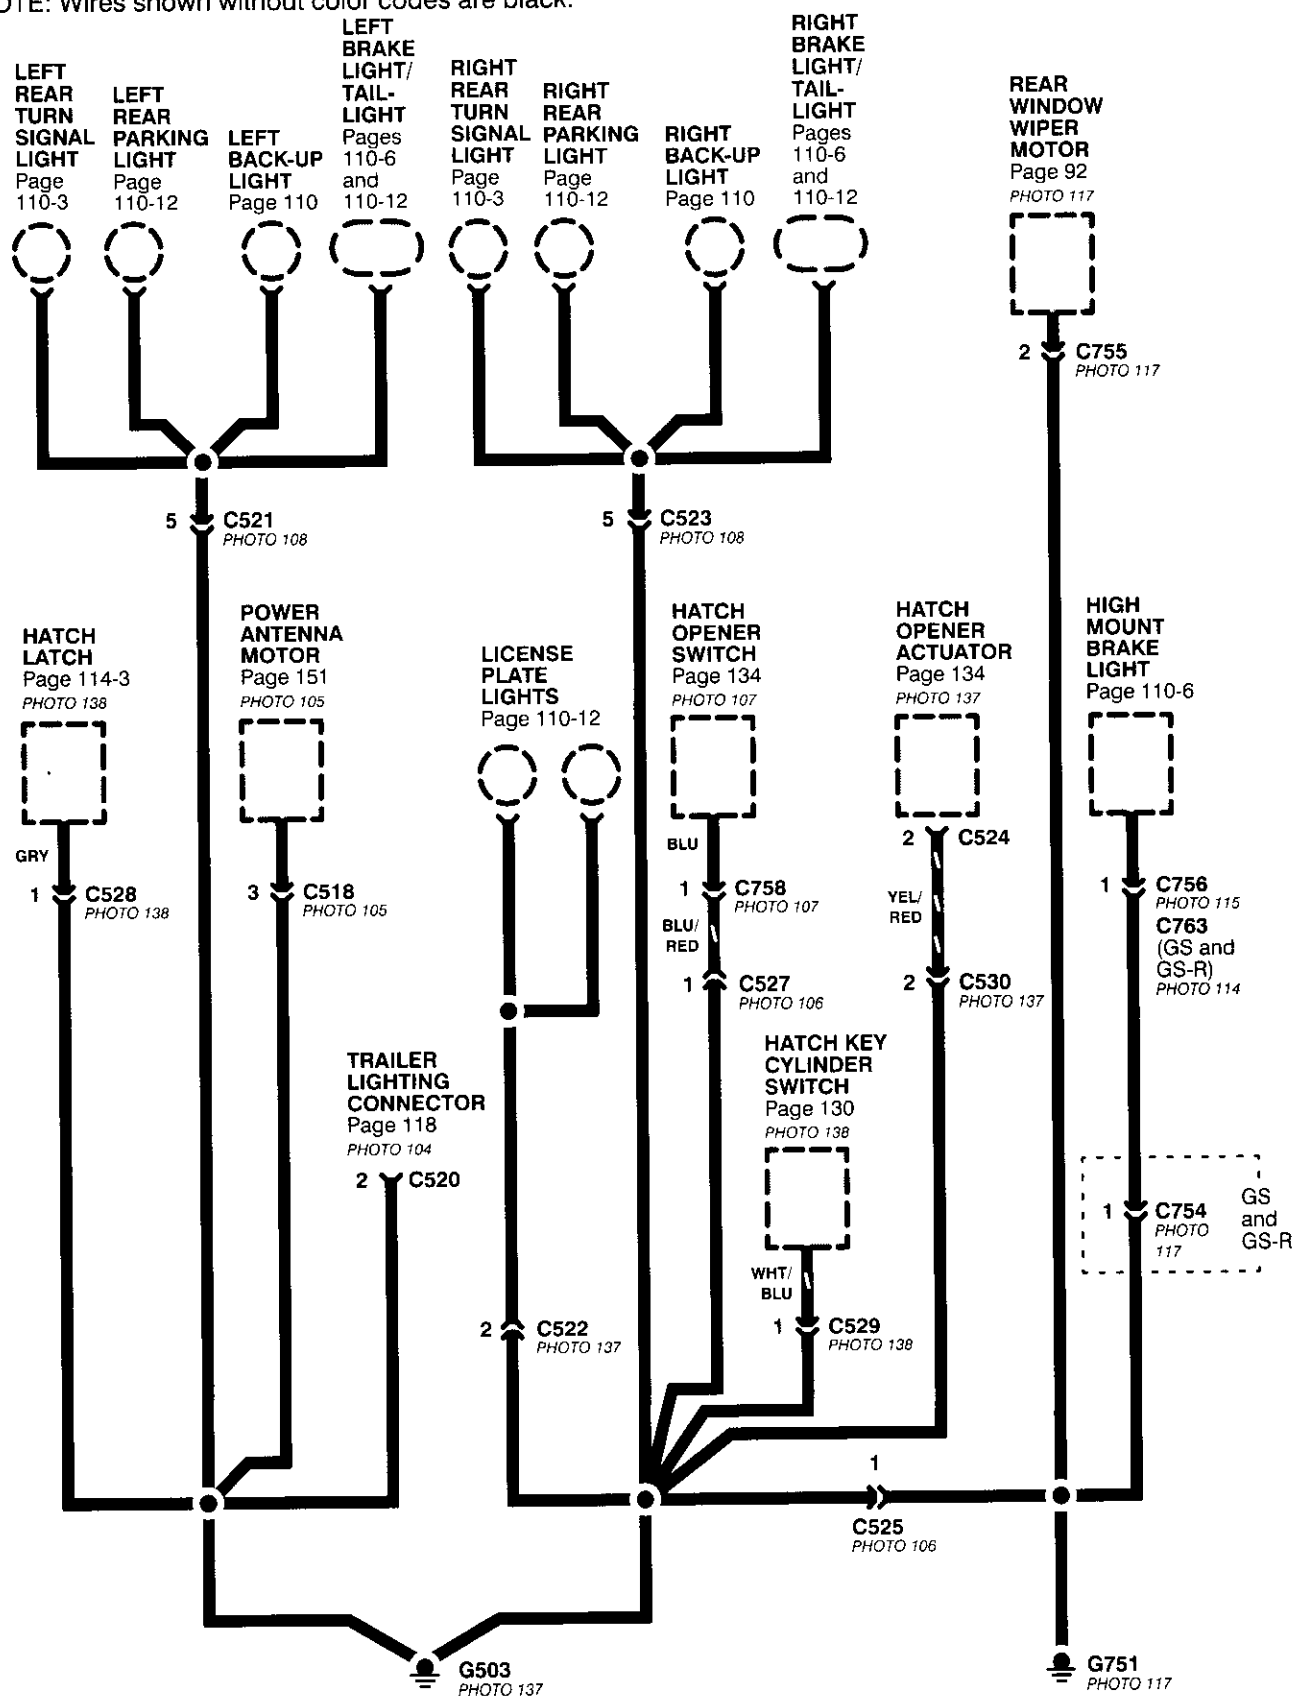 OTE: Wires shown without color codes are black.
LEFT
REAR
TURN
SIGNAL
LIGHT
Page
110-3
LEFT
REAR
PARKING
LIGHT
Page
110-12
LEFT
BACK-UP
LIGHT
Page 110
LEFT
BRAKE
LIGHT/
TAIL-
LIGHT
Pages
110-6
and
110-12
RIGHT
REAR
TURN
SIGNAL
LIGHT
Page
110-3
RIGHT
REAR
PARKING
LIGHT
Page
110-12
RIGHT
BACK-UP
LIGHT
Page 110
RIGHT
BRAKE
LIGHT/
TAIL-
LIGHT
Pages
110-6
and
110-12
REAR
WINDOW
WIPER
MOTOR
Page 92
PHOTO 117
2 C755
PHOTO 117
5 C521
PHOTO 108
5 C523
PHOTO 108
HATCH
LATCH
Page 114-3
PHOTO 138
GRY
1 C528
PHOTO 138
POWER
ANTENNA
MOTOR
Page 151
PHOTO 105
3 C518
PHOTO 105
LICENSE
PLATE
LIGHTS
Page 110-12
HATCH
OPENER
SWITCH
Page 134
PHOTO 107
BLU
1 C758
PHOTO 107
BLU/
RED
1 C527
PHOTO 106
HATCH
OPENER
ACTUATOR
Page 134
PHOTO 137
2 C524
YEL/
RED
2 C530
PHOTO 137
HIGH
MOUNT
BRAKE
LIGHT
Page 110-6
1 C756
PHOTO 115
C763
(GS and
GS-R)
PHOTO 114
TRAILER
LIGHTING
CONNECTOR
Page 118
PHOTO 104
2 C520
HATCH KEY
CYLINDER
SWITCH
Page 130
PHOTO 138
WHT/
BLU
1 C529
PHOTO 138
1 C754
PHOTO
117
GS
and
GS-R
2 C522
PHOTO 137
1
C525
PHOTO 106
G503
PHOTO 137
G751
PHOTO 117